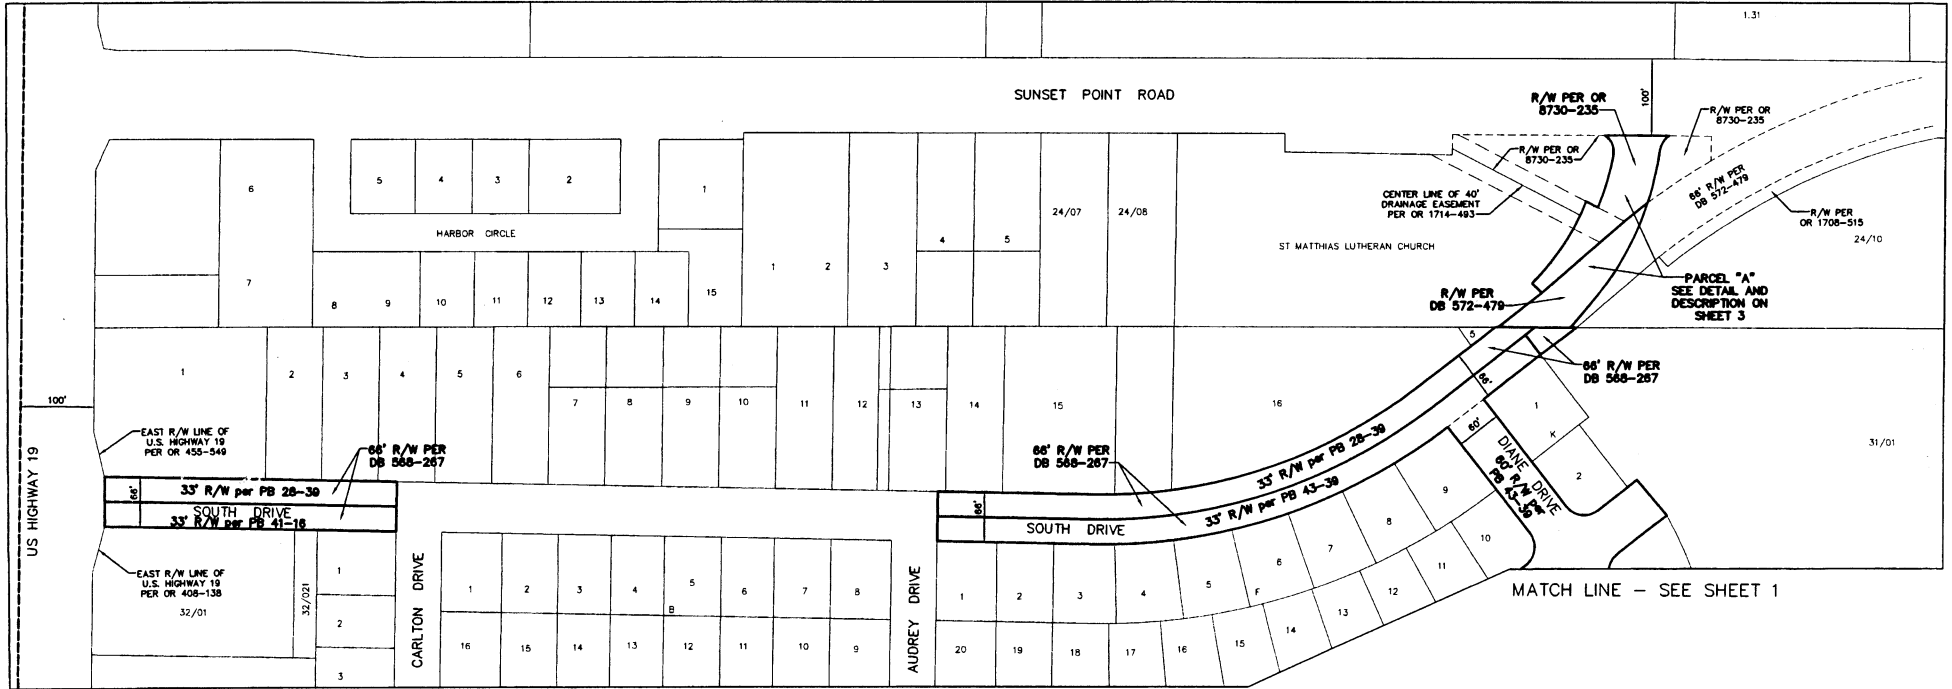 1.31
SUNSET POINT ROAD
R/W PER OR
8730-235
100'
R/W PER OR
8730-235
R/W PER OR
8730-235
66' R/W PER
DB 572-479
CENTER LINE OF 40'
DRAINAGE EASEMENT
PER OR 1714-493
R/W PER
OR 1708-515
24/10
6
5
4
3
2
1
24/07
24/08
HARBOR CIRCLE
4
5
ST MATTHIAS LUTHERAN CHURCH
7
8
9
10
11
12
13
14
15
1
2
3
R/W PER
DB 572-479
PARCEL "A"
SEE DETAIL AND
DESCRIPTION ON
SHEET 3
5
66' R/W PER
DB 568-267
1
2
3
4
5
6
7
8
9
10
11
12
13
14
15
16
66'
1
K
2
31/01
100'
EAST R/W LINE OF
U.S. HIGHWAY 19
PER OR 455-549
66' R/W PER
DB 568-267
66' R/W PER
DB 568-267
60'
DIANE DRIVE
60' R/W per
PB 43-39
US HIGHWAY 19
66'
33' R/W per PB 28-39
SOUTH DRIVE
33' R/W per PB 41-16
66'
33' R/W per PB 28-39
33' R/W per PB 43-39
SOUTH DRIVE
EAST R/W LINE OF
U.S. HIGHWAY 19
PER OR 408-138
32/01
32/021
1
2
3
CARLTON DRIVE
1
2
3
4
5
6
7
8
B
16
15
14
13
12
11
10
9
AUDREY DRIVE
1
2
3
4
5
6
7
8
9
F
20
19
18
17
16
15
14
13
12
11
10
MATCH LINE - SEE SHEET 1